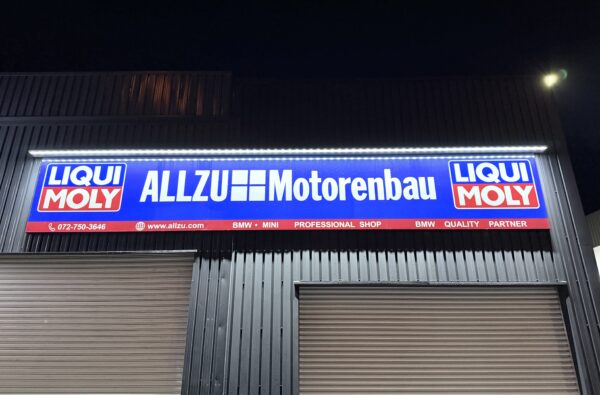 LIQUI
MOLY
ALLZU Motorenbau
LIQUI
MOLY
072-750-3646 www.allzu.com BMW・MINI PROFESSIONAL SHOP BMW QUALITY PARTNER